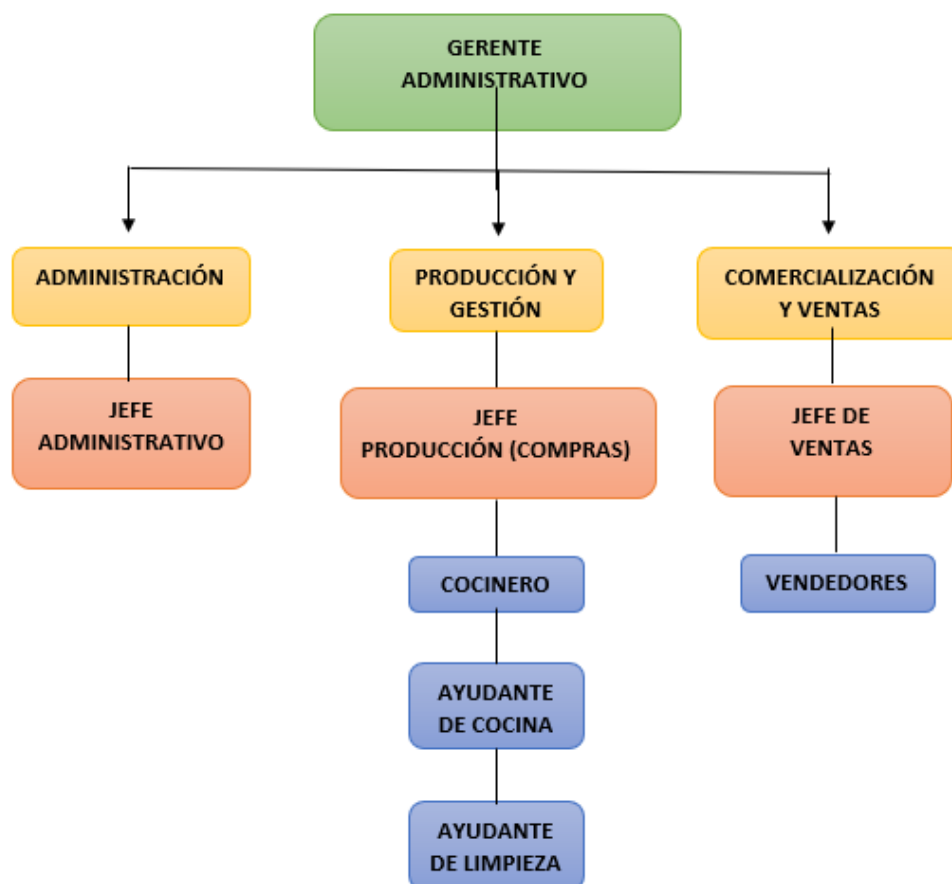 GERENTE
ADMINISTRATIVO
ADMINISTRACIÓN
PRODUCCIÓN Y
GESTIÓN
COMERCIALIZACIÓN
Y VENTAS
JEFE
ADMINISTRATIVO
JEFE
PRODUCCIÓN (COMPRAS)
JEFE DE
VENTAS
COCINERO
VENDEDORES
AYUDANTE
DE COCINA
AYUDANTE
DE LIMPIEZA